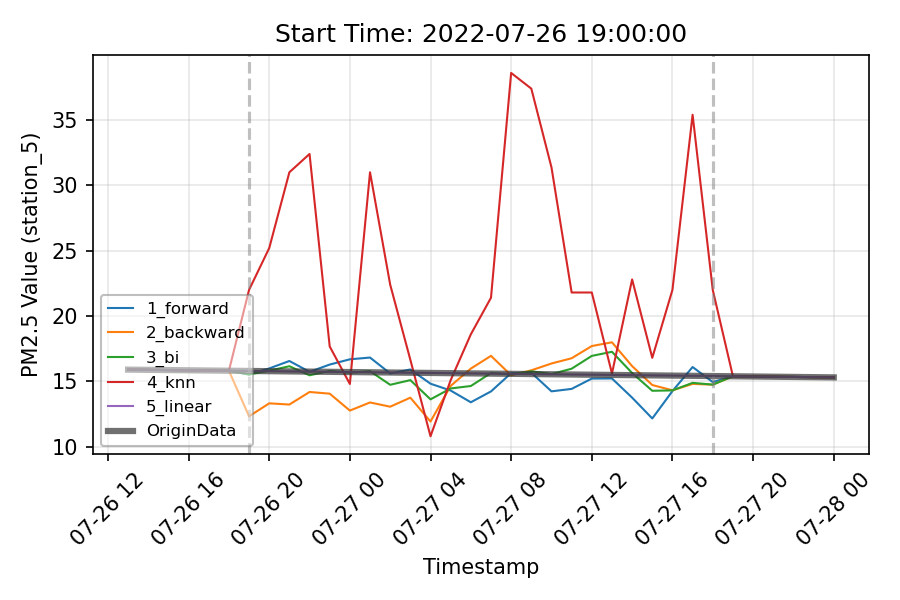 Start Time: 2022-07-26 19:00:00
PM2.5 Value (station_5)
35
30
25
20
15
10
1_forward
2_backward
3_bi
4_knn
5_linear
OriginData
07-26 12
07-26 16
07-26 20
07-27 00
07-27 04
07-27 08
07-27 12
07-27 16
07-27 20
07-28 00
Timestamp